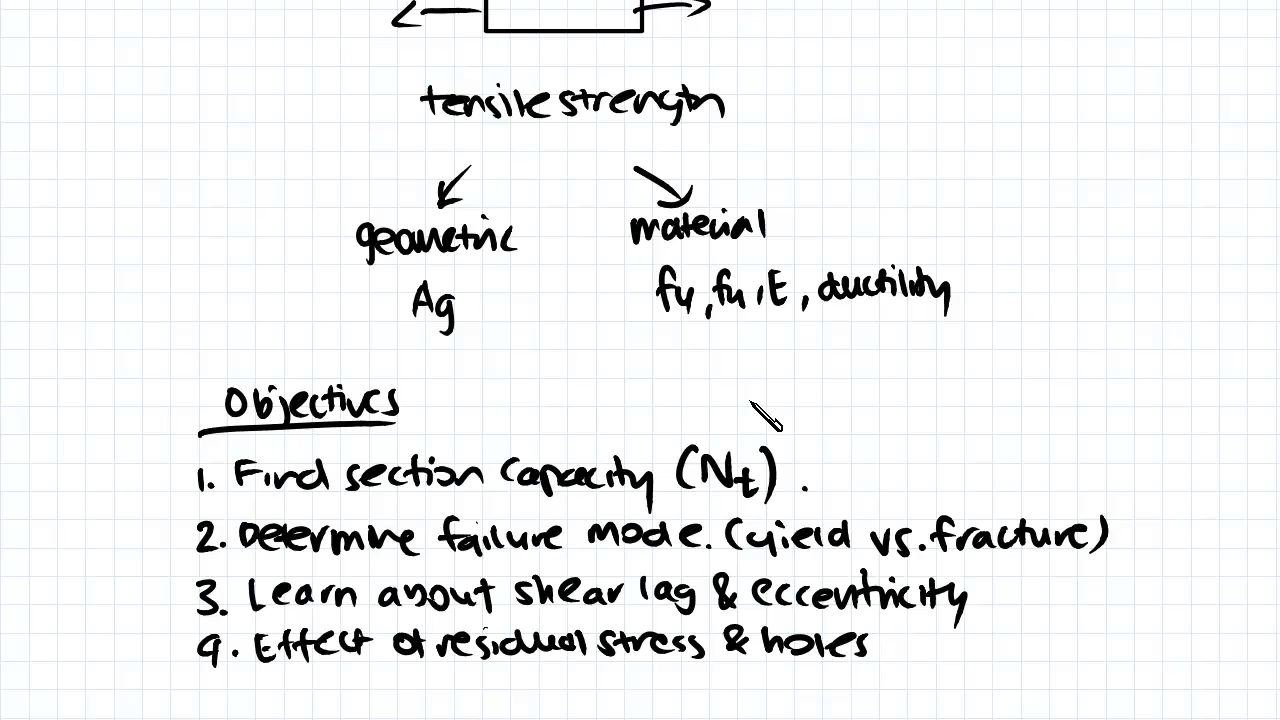 tensile strength
geometric material
Ag fy, fu, E, ductility
Objectives
1. Find section capacity (Nt).
2. Determine failure mode. (yield vs. fracture)
3. Learn about shear lag & eccentricity
4. Effect of residual stress & holes